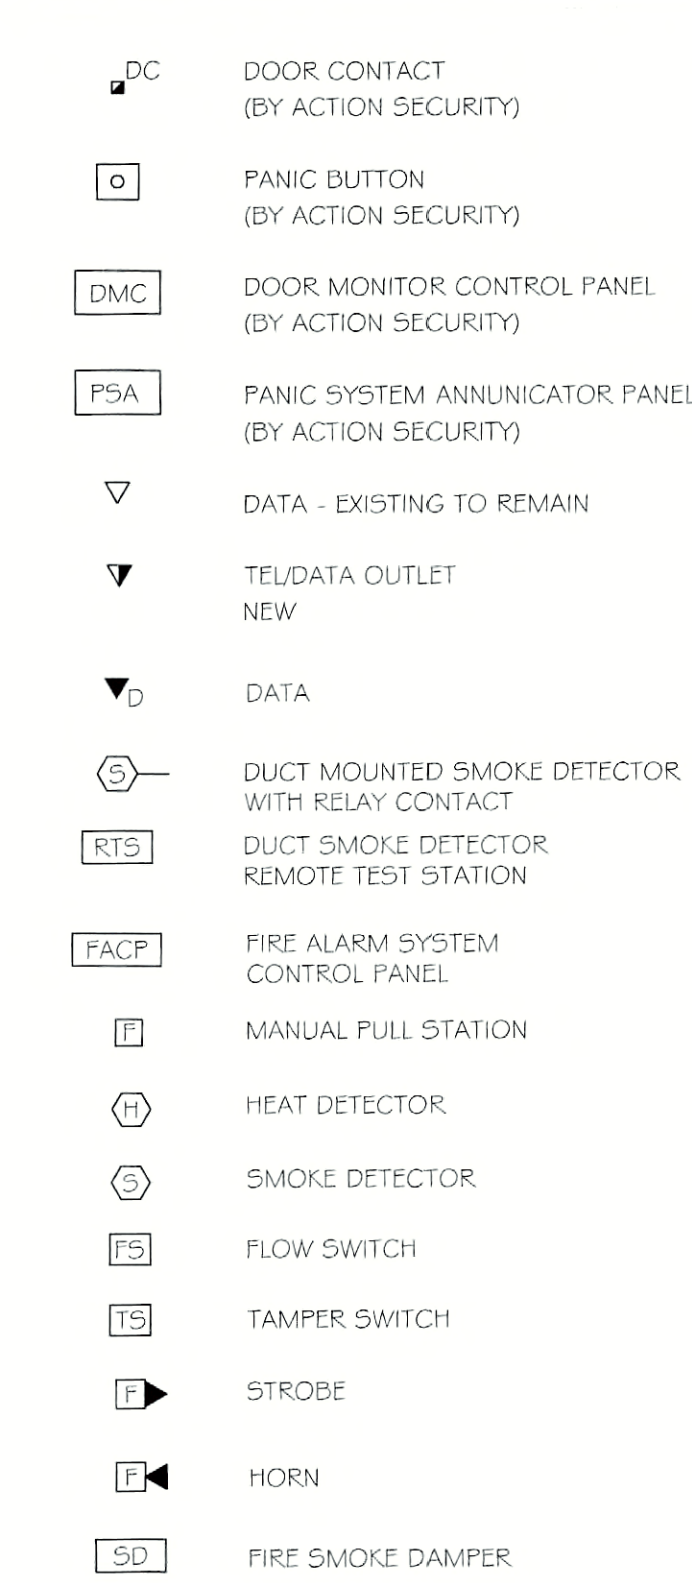 DC DOOR CONTACT
(BY ACTION SECURITY)
O PANIC BUTTON
(BY ACTION SECURITY)
DMC DOOR MONITOR CONTROL PANEL
(BY ACTION SECURITY)
PSA PANIC SYSTEM ANNUNICATOR PANEL
(BY ACTION SECURITY)
DATA - EXISTING TO REMAIN
TEL/DATA OUTLET
NEW
D DATA
S DUCT MOUNTED SMOKE DETECTOR
WITH RELAY CONTACT
RTS DUCT SMOKE DETECTOR
REMOTE TEST STATION
FACP FIRE ALARM SYSTEM
CONTROL PANEL
F MANUAL PULL STATION
H HEAT DETECTOR
S SMOKE DETECTOR
FS FLOW SWITCH
TS TAMPER SWITCH
F STROBE
F HORN
SD FIRE SMOKE DAMPER